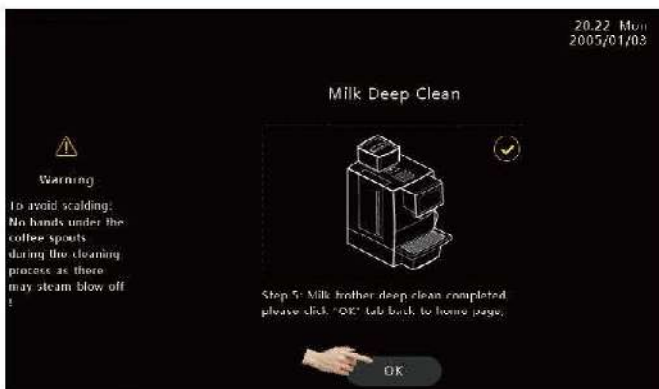 20.22 Mon
2005/01/03
Milk Deep Clean
Warning
To avoid scalding:
No hands under the
coffee spouts
during the cleaning
process as there
may steam blow off
!
Step 5: Milk frother deep clean completed,
please click "OK" tab back to home page.
OK